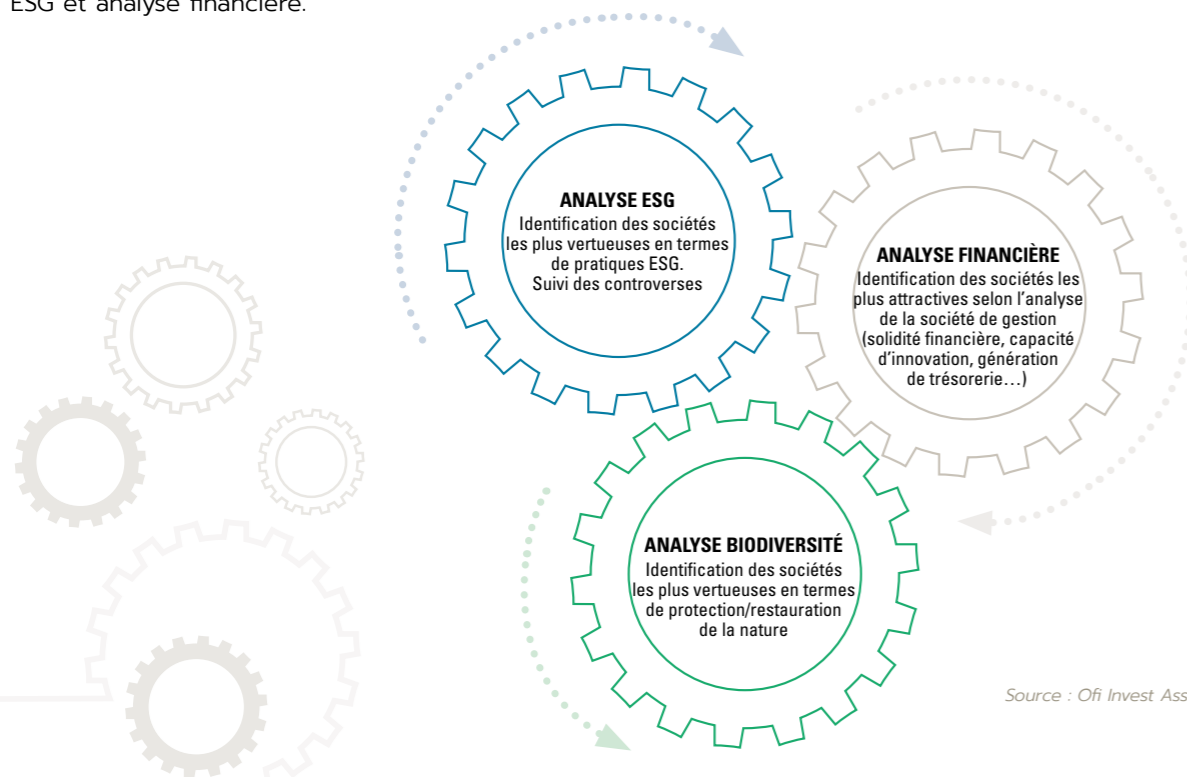 ESG et analyse financière.
ANALYSE ESG
Identification des sociétés
les plus vertueuses en termes
de pratiques ESG.
Suivi des controverses
ANALYSE FINANCIÈRE
Identification des sociétés les
plus attractives selon l’analyse
de la société de gestion
(solidité financière, capacité
d’innovation, génération
de trésorerie…)
ANALYSE BIODIVERSITÉ
Identification des sociétés
les plus vertueuses en termes
de protection/restauration
de la nature
Source : Ofi Invest Ass